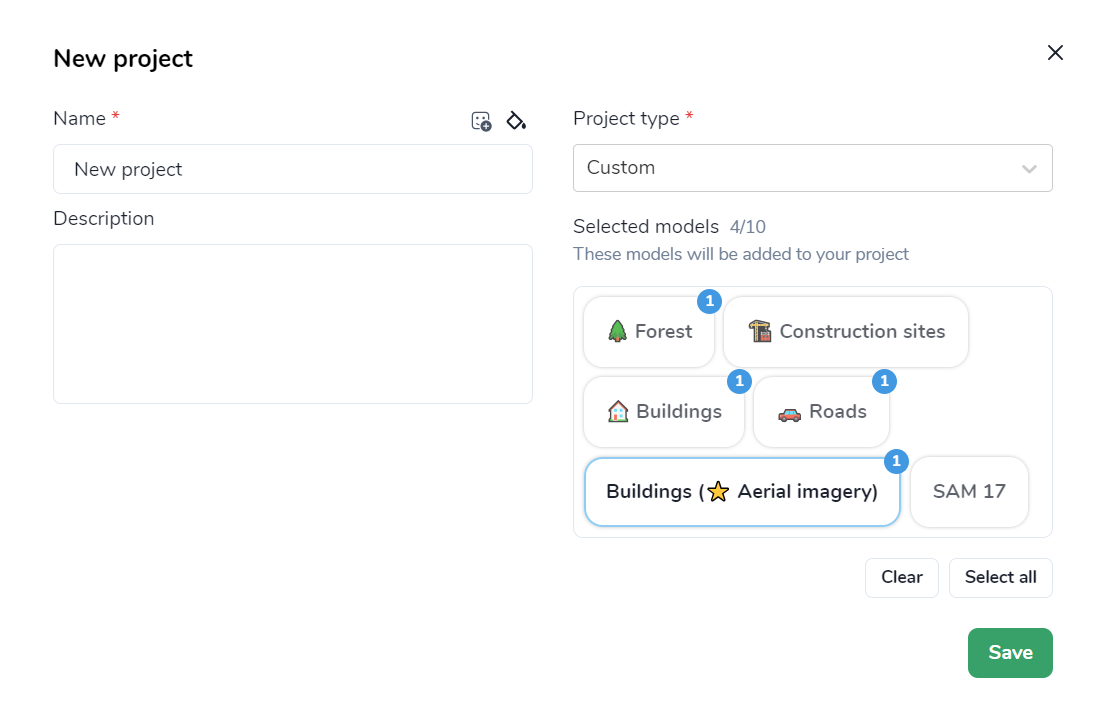 New project
Name *
New project
Description
Project type *
Custom
Selected models 4/10
These models will be added to your project
Forest 1
Construction sites
Buildings 1
Roads 1
Buildings (⭐ Aerial imagery) 1
SAM 17
Clear
Select all
Save